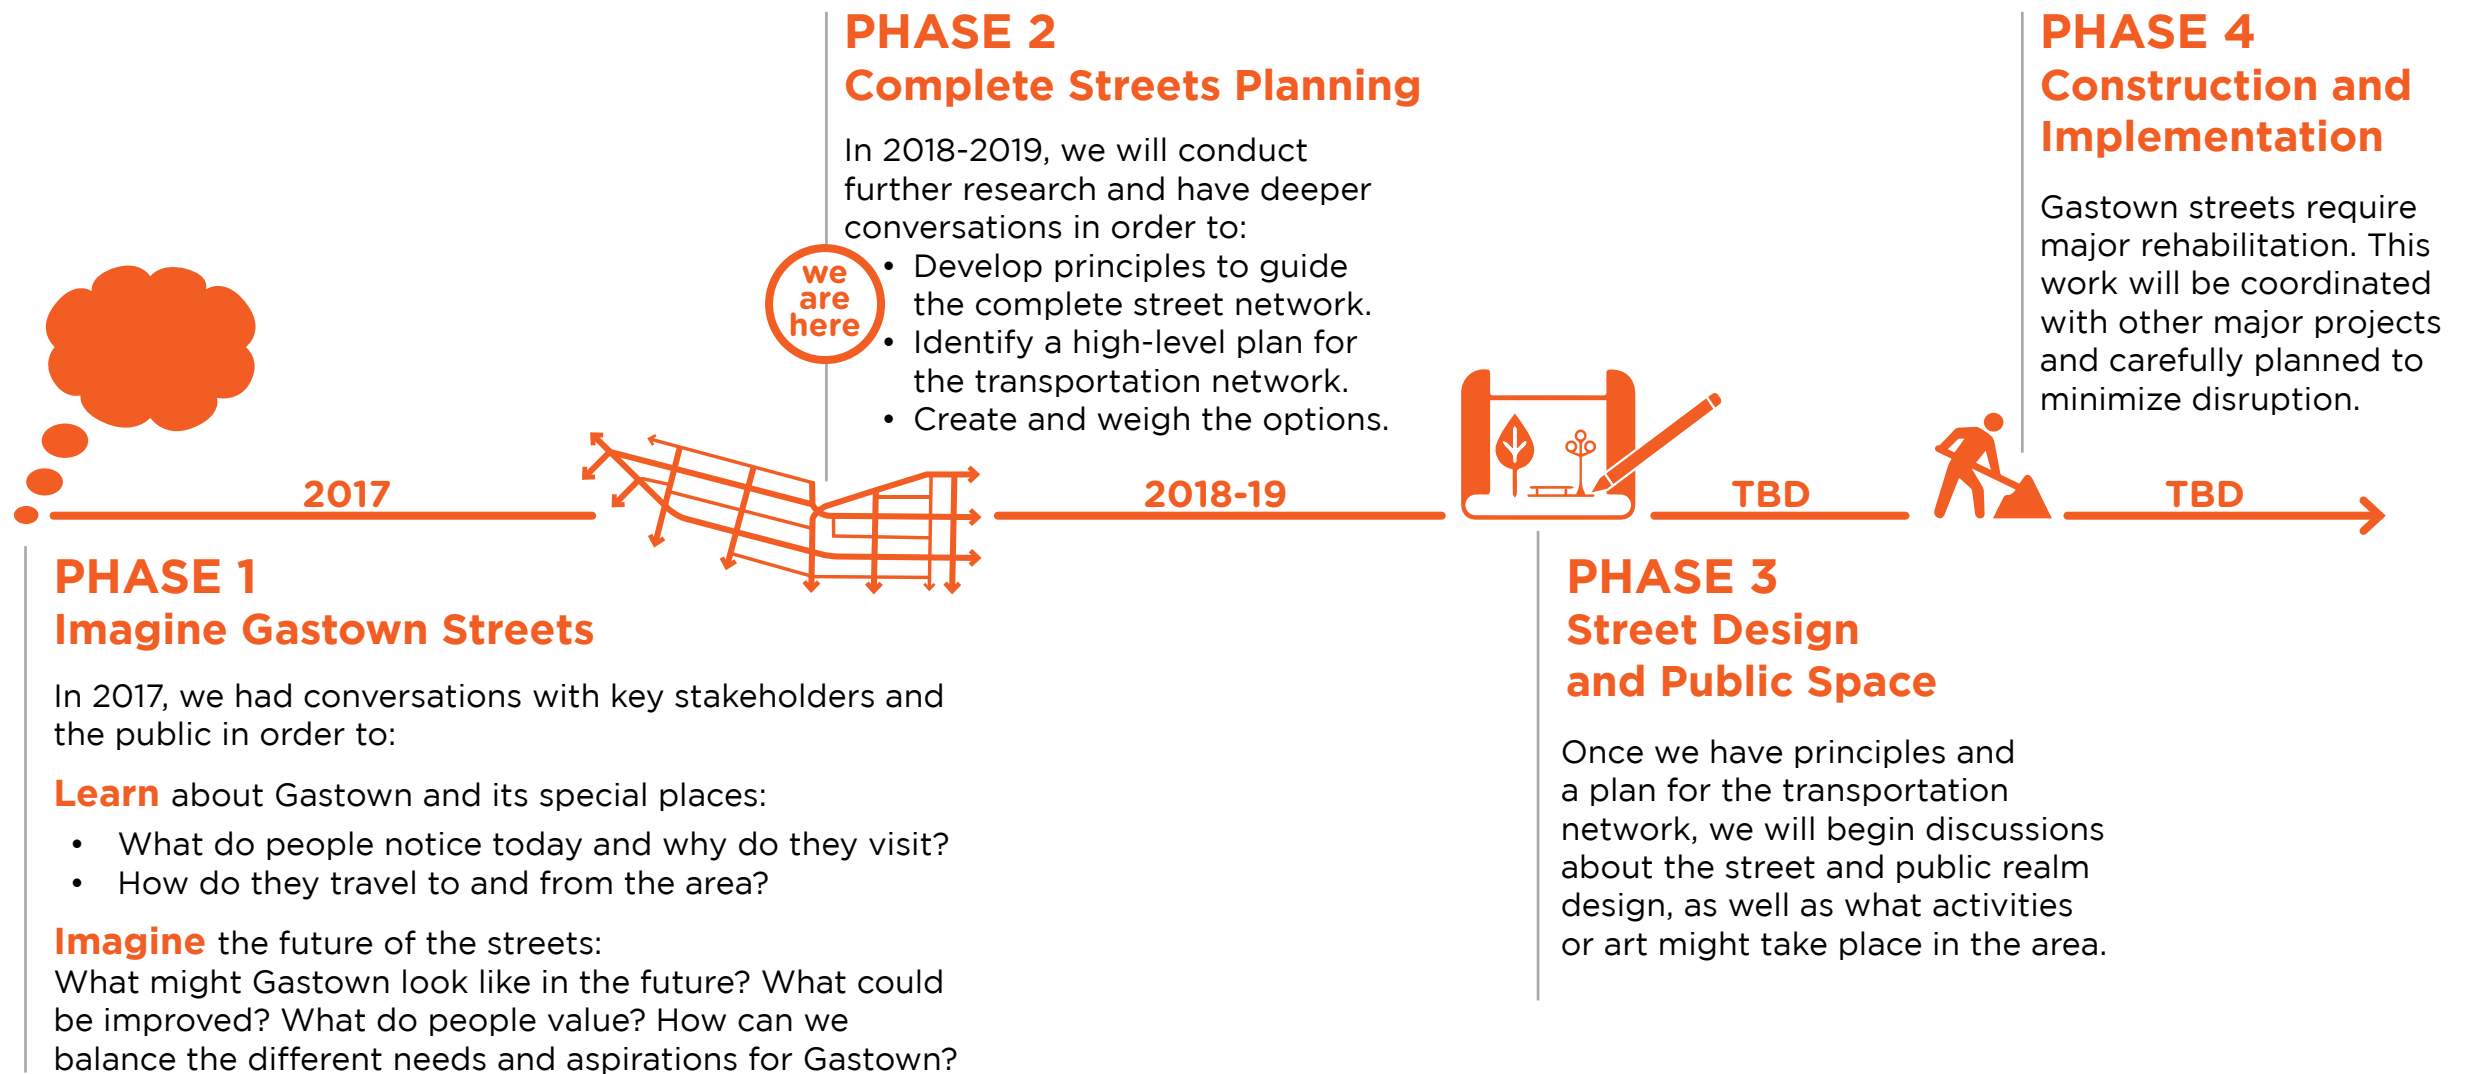 PHASE 1
Imagine Gastown Streets
In 2017, we had conversations with key stakeholders and
the public in order to:
Learn about Gastown and its special places:
• What do people notice today and why do they visit?
• How do they travel to and from the area?
Imagine the future of the streets:
What might Gastown look like in the future? What could
be improved? What do people value? How can we
balance the different needs and aspirations for Gastown?
2017
we
are
here
PHASE 2
Complete Streets Planning
In 2018-2019, we will conduct
further research and have deeper
conversations in order to:
• Develop principles to guide
the complete street network.
• Identify a high-level plan for
the transportation network.
• Create and weigh the options.
2018-19
PHASE 3
Street Design
and Public Space
Once we have principles and
a plan for the transportation
network, we will begin discussions
about the street and public realm
design, as well as what activities
or art might take place in the area.
TBD
PHASE 4
Construction and
Implementation
Gastown streets require
major rehabilitation. This
work will be coordinated
with other major projects
and carefully planned to
minimize disruption.
TBD